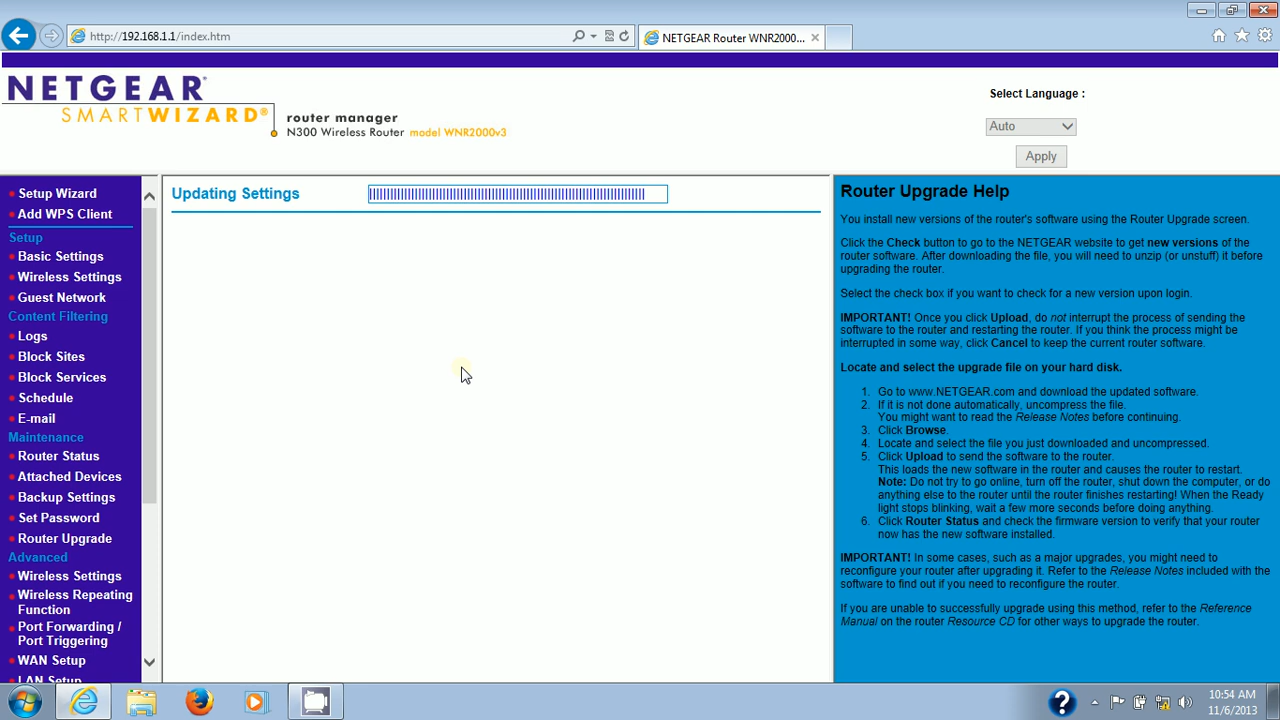 http://192.168.1.1/index.htm
NETGEAR Router WNR2000...
NETGEAR®
SMARTWIZARD®
router manager
N300 Wireless Router model WNR2000v3
Select Language :
Auto
Apply
Setup Wizard
Add WPS Client
Setup
Basic Settings
Wireless Settings
Guest Network
Content Filtering
Logs
Block Sites
Block Services
Schedule
E-mail
Maintenance
Router Status
Attached Devices
Backup Settings
Set Password
Router Upgrade
Advanced
Wireless Settings
Wireless Repeating
Function
Port Forwarding /
Port Triggering
WAN Setup
LAN Setup
Updating Settings
Router Upgrade Help
You install new versions of the router's software using the Router Upgrade screen.
Click the Check button to go to the NETGEAR website to get new versions of the
router software. After downloading the file, you will need to unzip (or unstuff) it before
upgrading the router.
Select the check box if you want to check for a new version upon login.
IMPORTANT! Once you click Upload, do not interrupt the process of sending the
software to the router and restarting the router. If you think the process might be
interrupted in some way, click Cancel to keep the current router software.
Locate and select the upgrade file on your hard disk.
1. Go to www.NETGEAR.com and download the updated software.
2. If it is not done automatically, uncompress the file.
You might want to read the Release Notes before continuing.
3. Click Browse.
4. Locate and select the file you just downloaded and uncompressed.
5. Click Upload to send the software to the router.
This loads the new software in the router and causes the router to restart.
Note: Do not try to go online, turn off the router, shut down the computer, or do
anything else to the router until the router finishes restarting! When the Ready
light stops blinking, wait a few more seconds before doing anything.
6. Click Router Status and check the firmware version to verify that your router
now has the new software installed.
IMPORTANT! In some cases, such as a major upgrades, you might need to
reconfigure your router after upgrading it. Refer to the Release Notes included with the
software to find out if you need to reconfigure the router.
If you are unable to successfully upgrade using this method, refer to the Reference
Manual on the router Resource CD for other ways to upgrade the router.
10:54 AM
11/6/2013